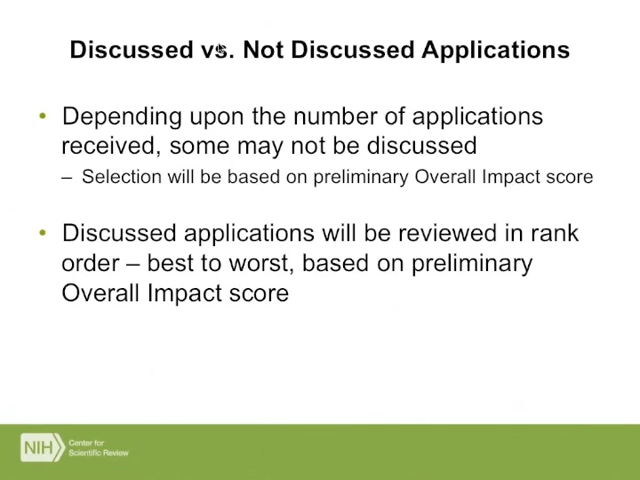 Discussed vs. Not Discussed Applications
• Depending upon the number of applications
received, some may not be discussed
– Selection will be based on preliminary Overall Impact score
• Discussed applications will be reviewed in rank
order – best to worst, based on preliminary
Overall Impact score
NIH
Center for
Scientific Review